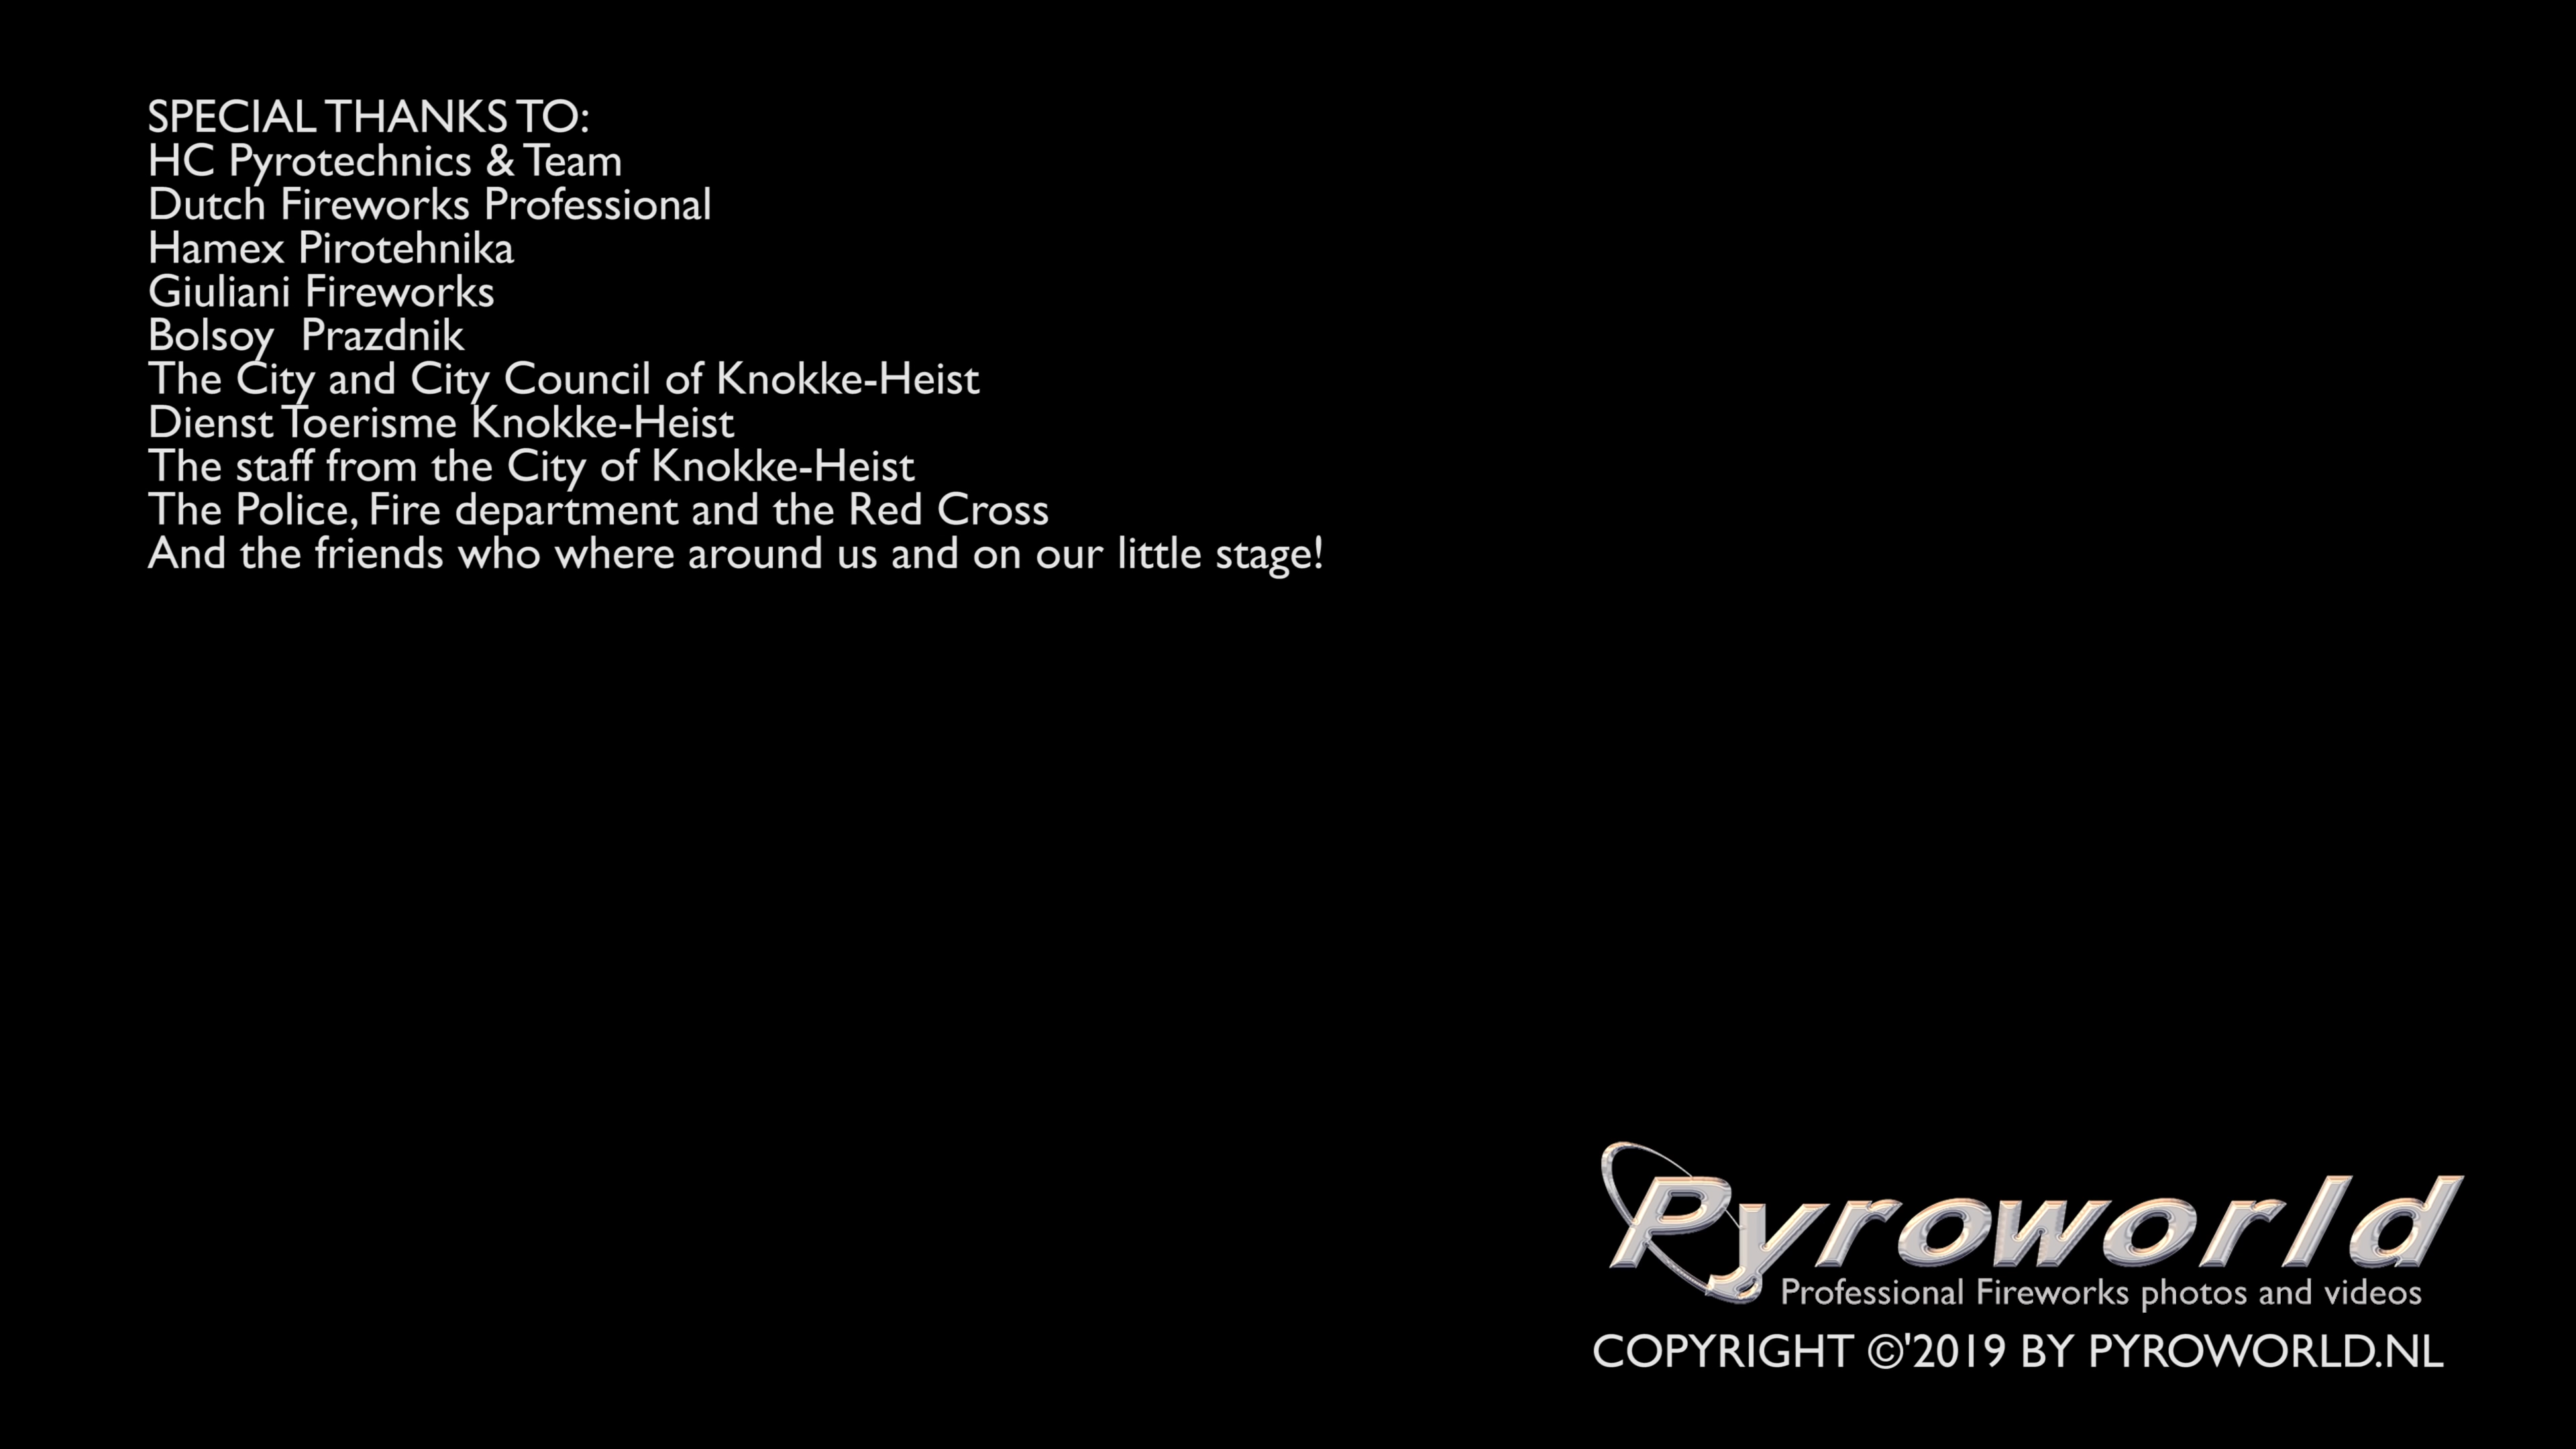 SPECIAL THANKS TO:
HC Pyrotechnics & Team
Dutch Fireworks Professional
Hamex Pirotehnika
Giuliani Fireworks
Bolsoy  Prazdnik
The City and City Council of Knokke-Heist
Dienst Toerisme Knokke-Heist
The staff from the City of Knokke-Heist
The Police, Fire department and the Red Cross
And the friends who where around us and on our little stage!
Pyroworld
Professional Fireworks photos and videos
COPYRIGHT ©'2019 BY PYROWORLD.NL